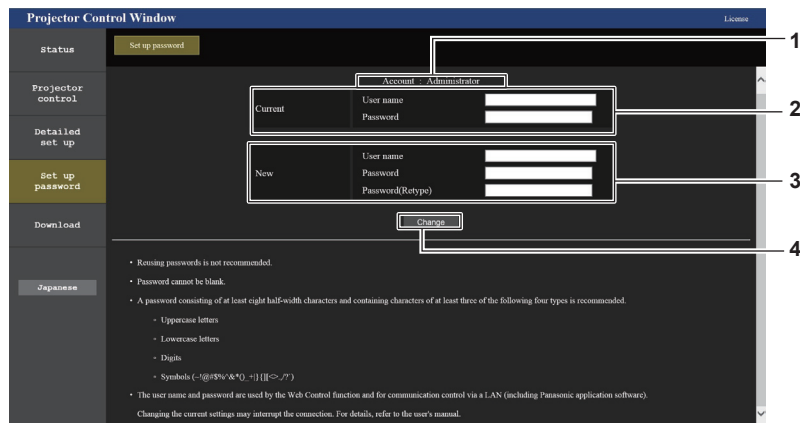 Projector Control Window
License
Status
Set up password
1
Account : Administrator
Projector
control
Current
User name
Password
2
Detailed
set up
New
User name
Password
Password(Retype)
3
Set up
password
Change
4
Download
• Reusing passwords is not recommended.
• Password cannot be blank.
Japanese
• A password consisting of at least eight half-width characters and containing characters of at least three of the following four types is recommended.
Uppercase letters
Lowercase letters
Digits
Symbols (~!@#$%^&*()_+|}{][<>.,/?`)
• The user name and password are used by the Web Control function and for communication control via a LAN (including Panasonic application software).
Changing the current settings may interrupt the connection. For details, refer to the user's manual.